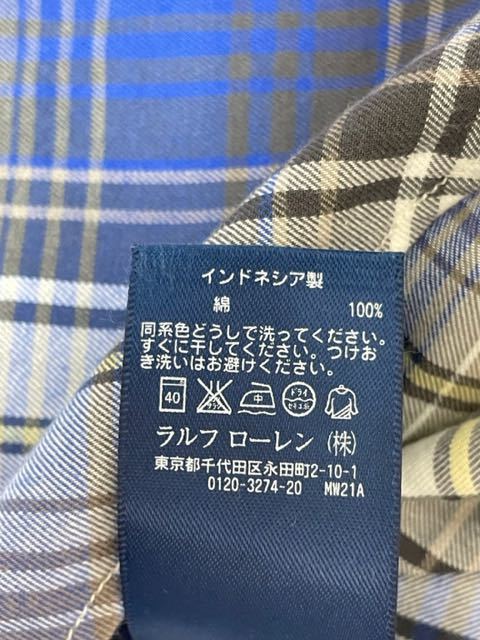 インドネシア製
綿 100%
同系色どうしで洗ってください。
すぐに干してください。つけお
き洗いはお避けください。
40 中 ドライ
ラルフ ローレン (株)
東京都千代田区永田町2-10-1
0120-3274-20 MW21A